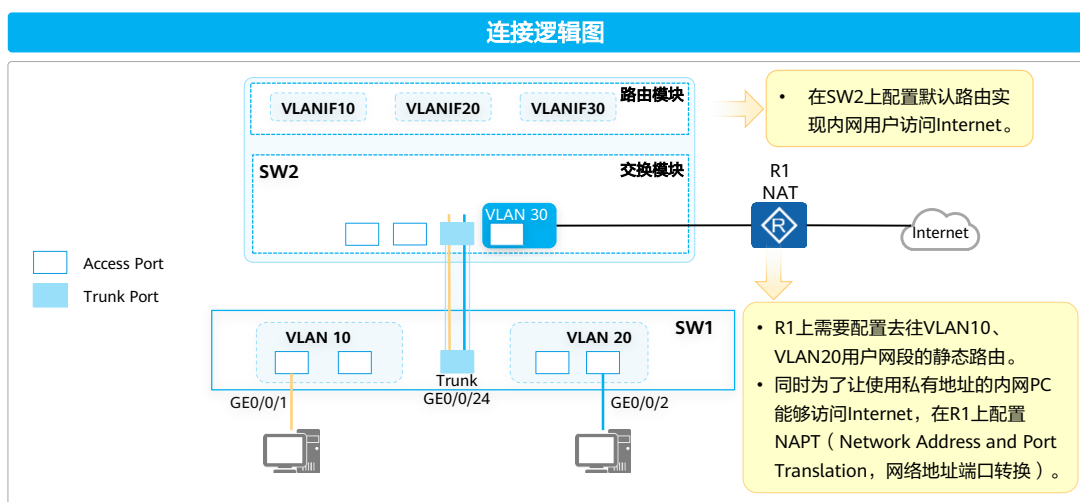 连接逻辑图
VLANIF10
VLANIF20
VLANIF30
路由模块
• 在SW2上配置默认路由实
现内网用户访问Internet。
SW2
交换模块
VLAN 30
R1
NAT
R
Internet
Access Port
Trunk Port
SW1
VLAN 10
VLAN 20
Trunk
GE0/0/24
GE0/0/1
GE0/0/2
• R1上需要配置去往VLAN10、
VLAN20用户网段的静态路由。
• 同时为了让使用私有地址的内网PC
能够访问Internet，在R1上配置
NAPT（Network Address and Port
Translation，网络地址端口转换）。